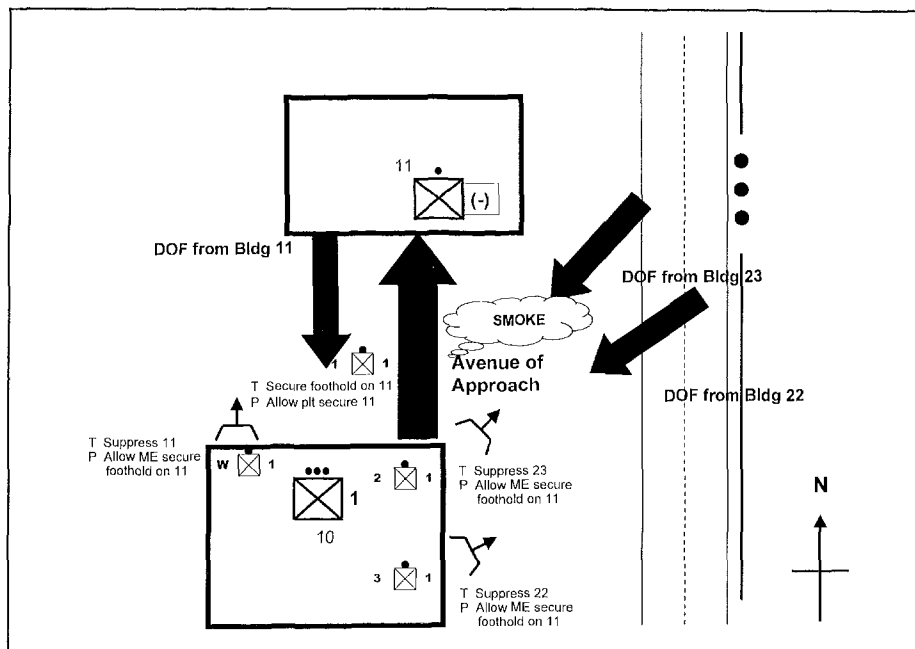 11
(-)
DOF from Bldg 11
DOF from Bldg 23
SMOKE
Avenue of
Approach
DOF from Bldg 22
1 1
T Secure foothold on 11
P Allow plt secure 11
T Suppress 11
P Allow ME secure
foothold on 11
W 1
1
10
2 1
T Suppress 23
P Allow ME secure
foothold on 11
3 1
T Suppress 22
P Allow ME secure
foothold on 11
N